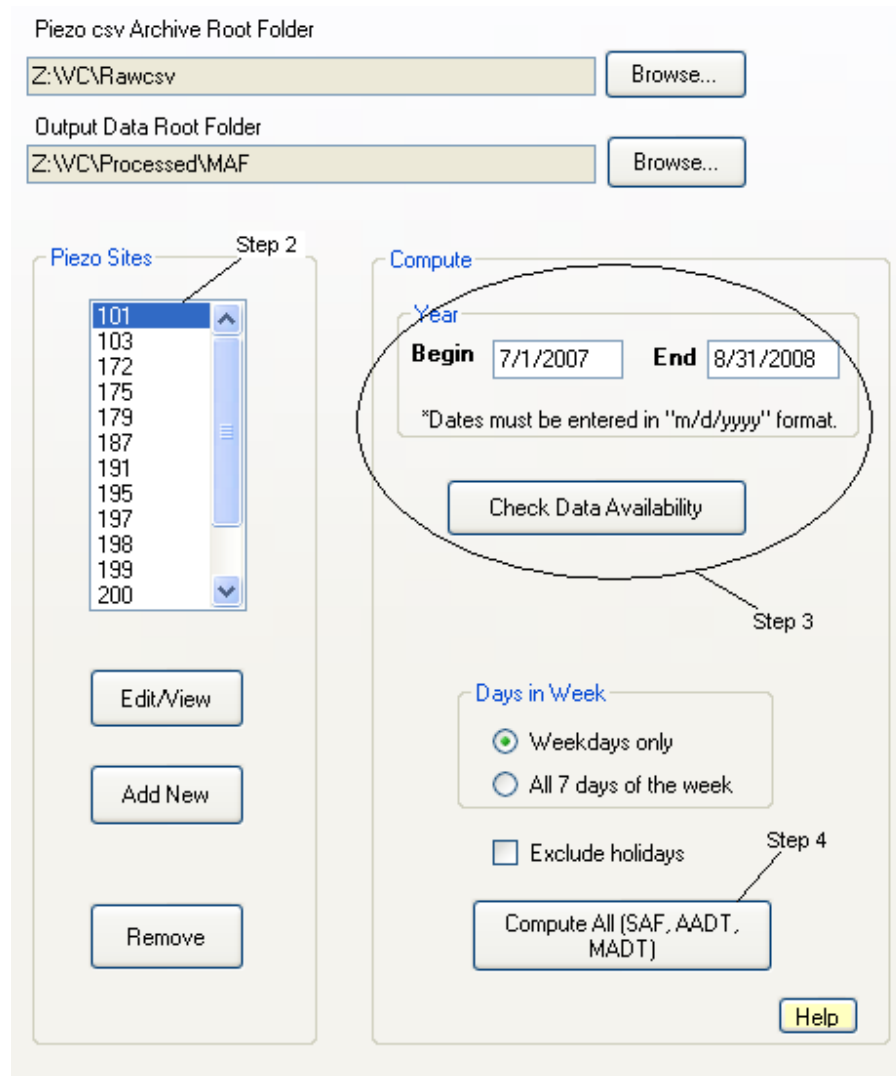 Piezo csv Archive Root Folder
Z:\VC\Rawcsv
Browse...
Output Data Root Folder
Z:\VC\Processed\MAF
Browse...
Piezo Sites
Step 2
101
103
172
175
179
187
191
195
197
198
199
200
Edit/View
Add New
Remove
Compute
Year
Begin 7/1/2007 End 8/31/2008
*Dates must be entered in "m/d/yyyy" format.
Check Data Availability
Step 3
Days in Week
Weekdays only
All 7 days of the week
Exclude holidays
Step 4
Compute All (SAF, AADT,
MADT)
Help